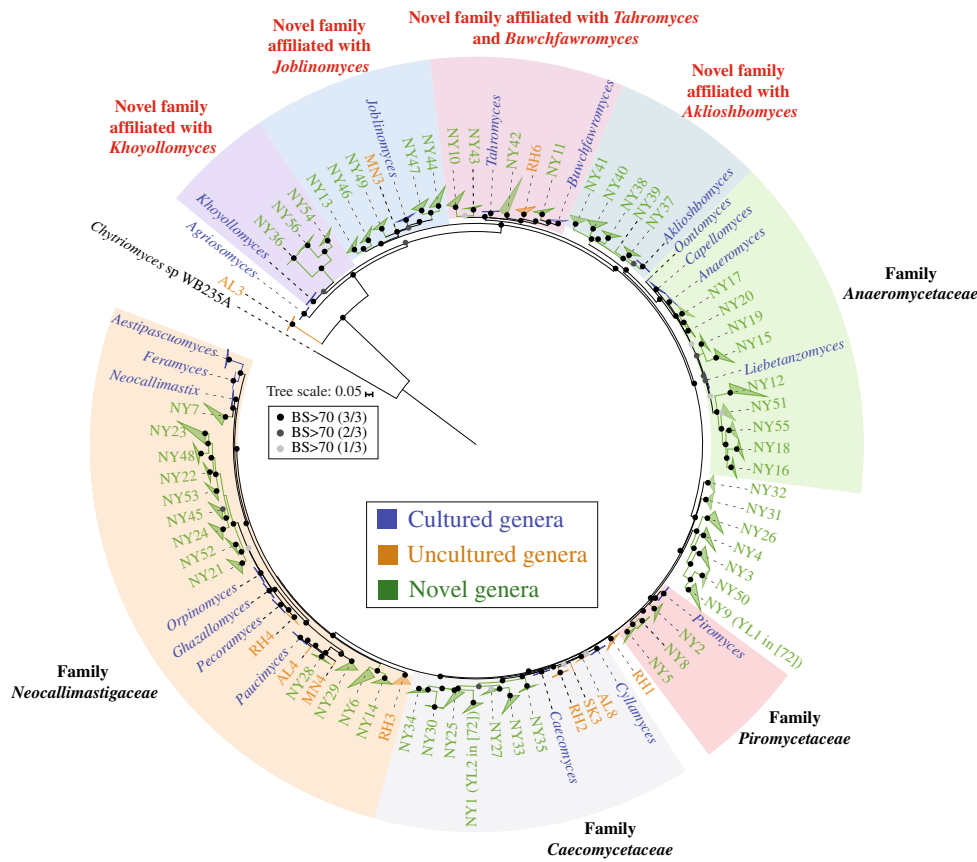 Novel family affiliated with Tahromyces
and Buwchfawromyces
Novel family
affiliated with
Joblinomyces
Novel family
affiliated with
Aklioshbomyces
Novel family
affiliated with
Khoyollomyces
Chytriomyces sp WB235A
AL3
Agriosomyces
Khoyollomyces
NY36
NY56
NY54
NY13
NY46
NY49
MN3
Joblinomyces
NY47
NY44
NY10
NY43
Tahromyces
NY42
RH6
NY11
Buwchfawromyces
NY41
NY40
NY38
NY39
NY37
Aklioshbomyces
Oontomyces
Capellomyces
Anaeromyces
NY17
NY20
NY19
NY15
Liebetanzomyces
NY12
NY51
NY55
NY18
NY16
Family
Anaeromycetaceae
NY32
NY31
NY26
NY4
NY3
NY50
NY9 (YL1 in [72])
Piromyces
NY2
NY8
NY5
Family
Piromycetaceae
RH1
Cyllamyces
AL8
SK3
RH2
Caecomyces
NY35
NY33
NY27
NY1 (YL2 in [72])
NY25
NY30
NY34
Family
Caecomycetaceae
RH3
NY14
NY6
NY29
MN4
NY28
AL4
Paucimyces
RH4
Pecoramyces
Ghazallomyces
Orpinomyces
NY21
NY52
NY24
NY45
NY53
NY22
NY48
NY23
NY7
Neocallimastix
Feramyces
Aestipascuomyces
Family
Neocallimastigaceae
Tree scale: 0.05
BS>70 (3/3)
BS>70 (2/3)
BS>70 (1/3)
Cultured genera
Uncultured genera
Novel genera